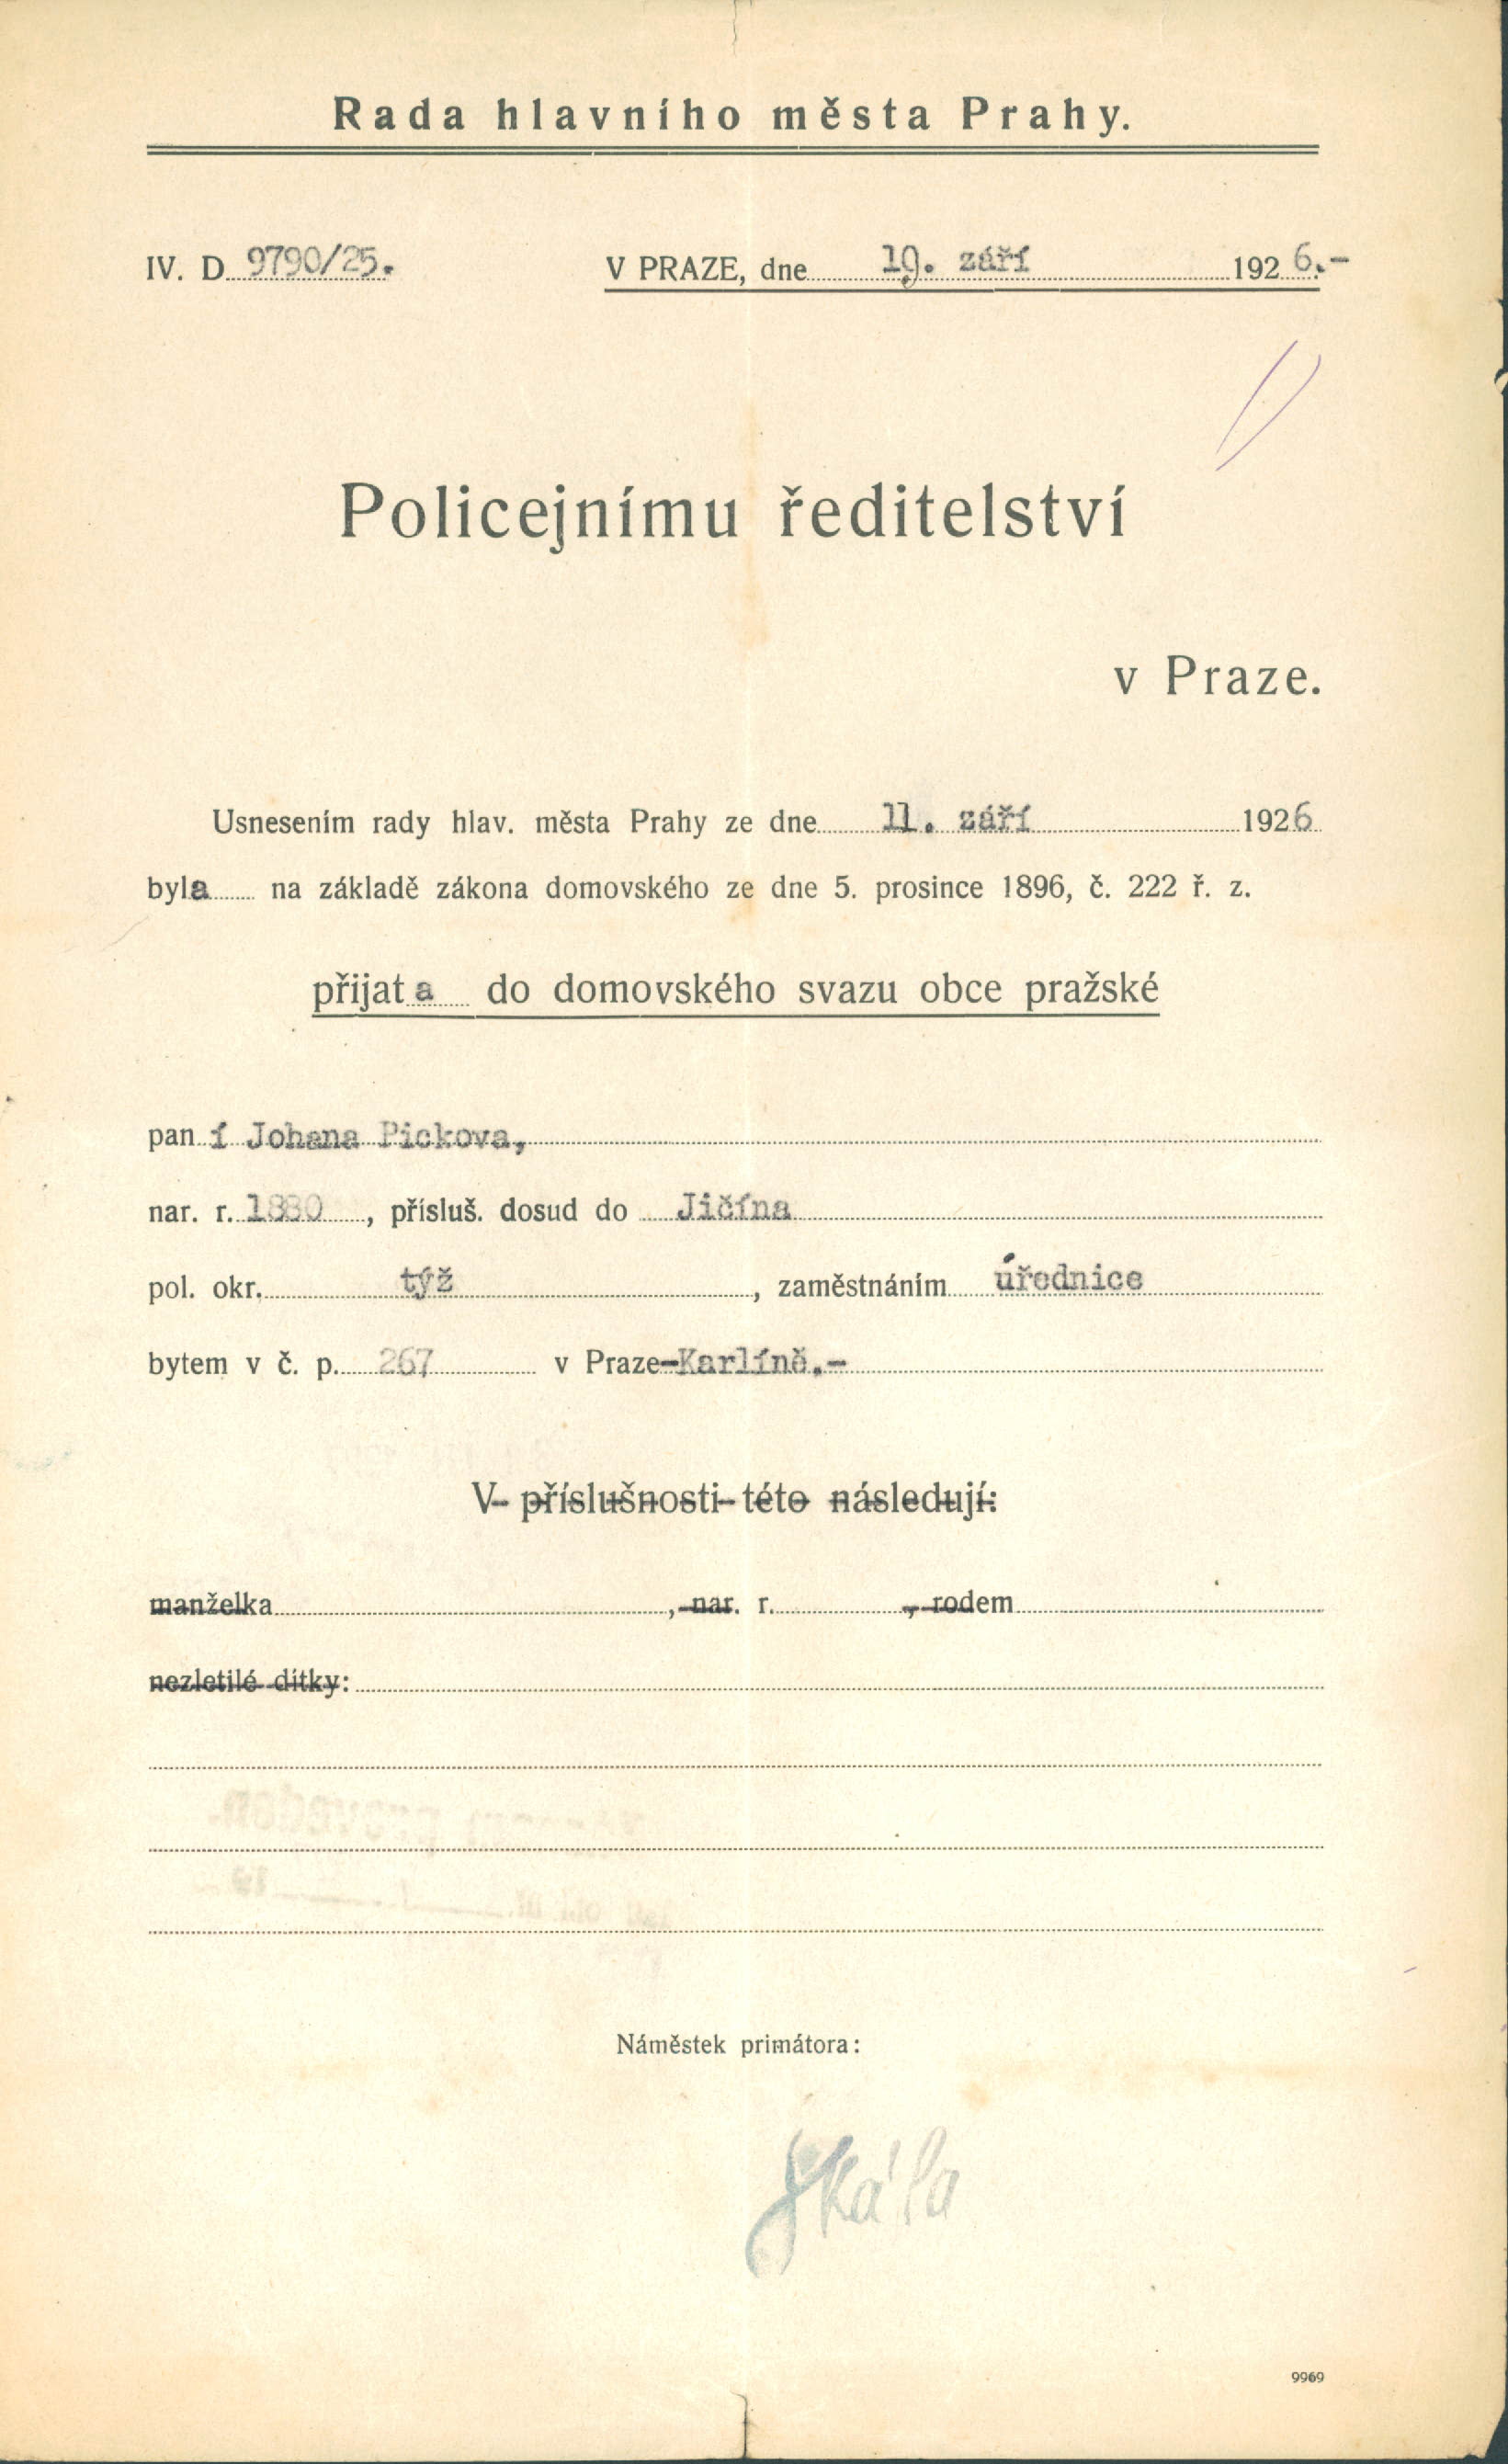 Rada hlavního města Prahy.
IV. D 9790/25. V PRAZE, dne 19. září 1926.-
Policejnímu ředitelství
v Praze.
Usnesením rady hlav. města Prahy ze dne 11. září 1926
byla na základě zákona domovského ze dne 5. prosince 1896, č. 222 ř. z.
přijata do domovského svazu obce pražské
paní Johana Pickova,
nar. r. 1880, přísluš. dosud do Jičína
pol. okr. týž, zaměstnáním úřednice
bytem v č. p. 267 v Praze-Karlíně.-
V příslušnosti této následují:
manželka, nar. r., rodem
nezletilé dítky:
Náměstek primátora:
Skála
9969